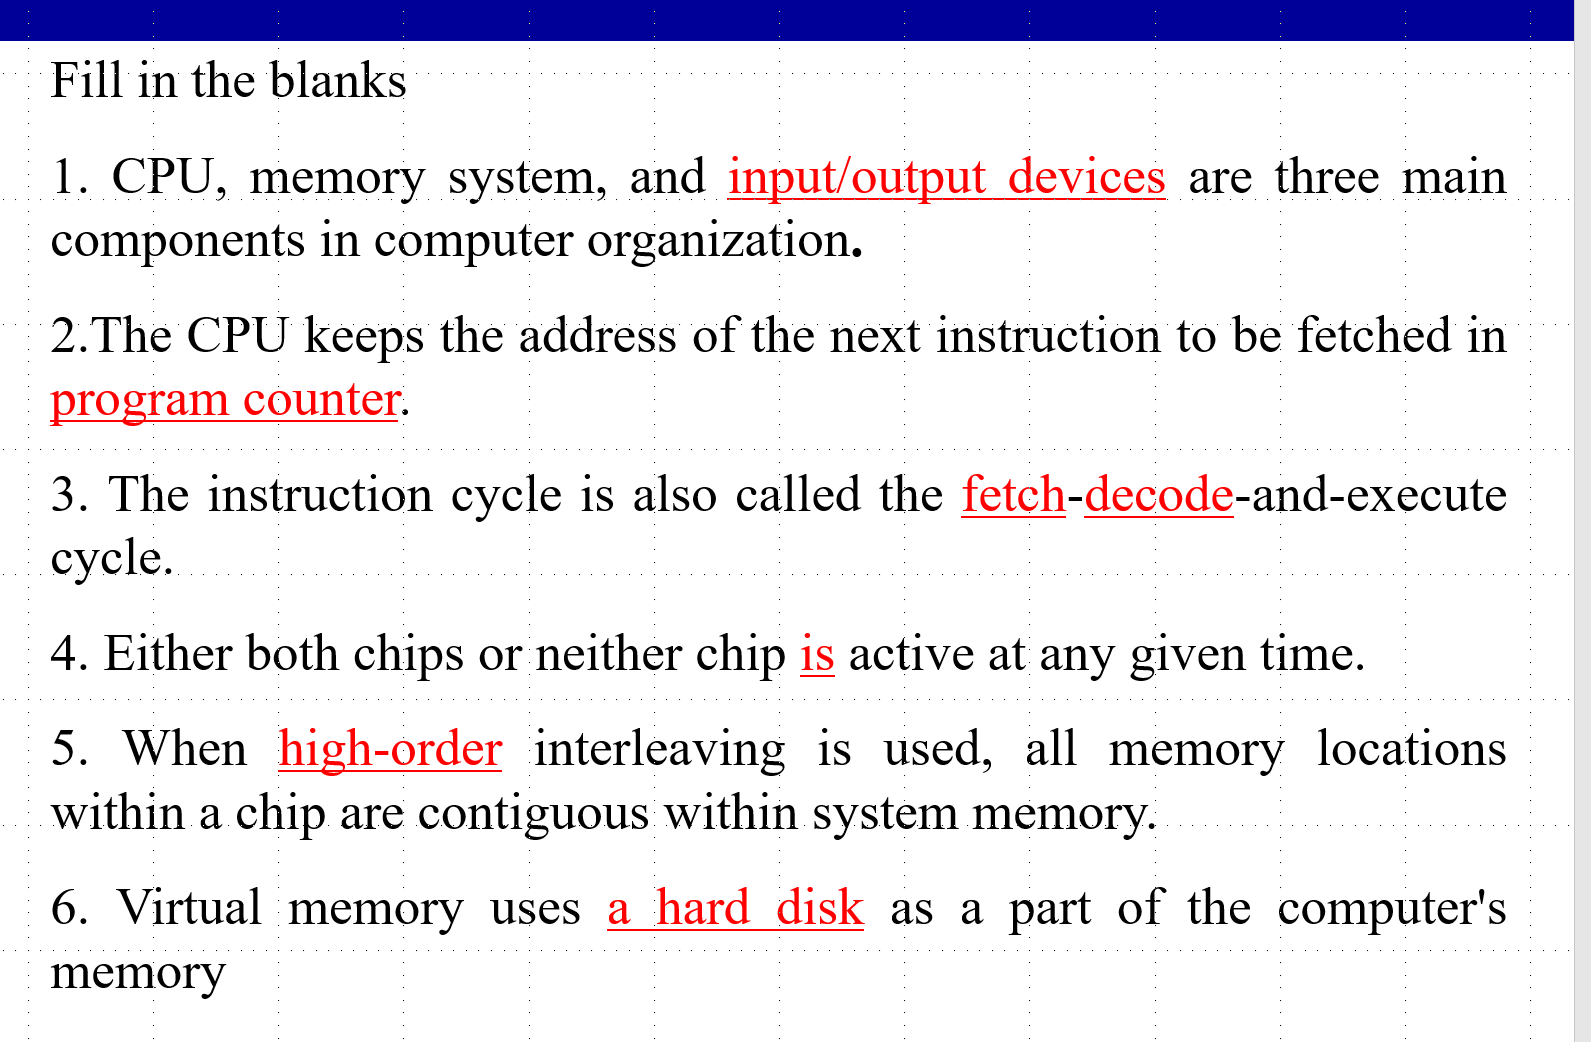 Fill in the blanks
1. CPU, memory system, and input/output devices are three main
components in computer organization.
2.The CPU keeps the address of the next instruction to be fetched in
program counter.
3. The instruction cycle is also called the fetch-decode-and-execute
cycle.
4. Either both chips or neither chip is active at any given time.
5. When high-order interleaving is used, all memory locations
within a chip are contiguous within system memory.
6. Virtual memory uses a hard disk as a part of the computer's
memory